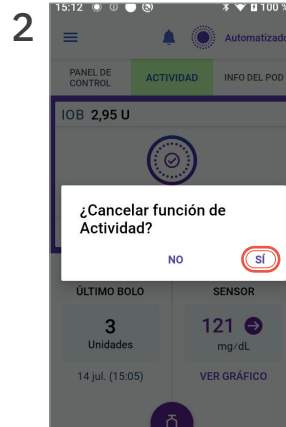 2
15:12 100 %
Automatizado
PANEL DE CONTROL ACTIVIDAD INFO DEL POD
IOB 2,95 U
¿Cancelar función de
Actividad?
NO SÍ
ÚLTIMO BOLO SENSOR
3 121
Unidades mg/dL
14 jul. (15:05) VER GRÁFICO